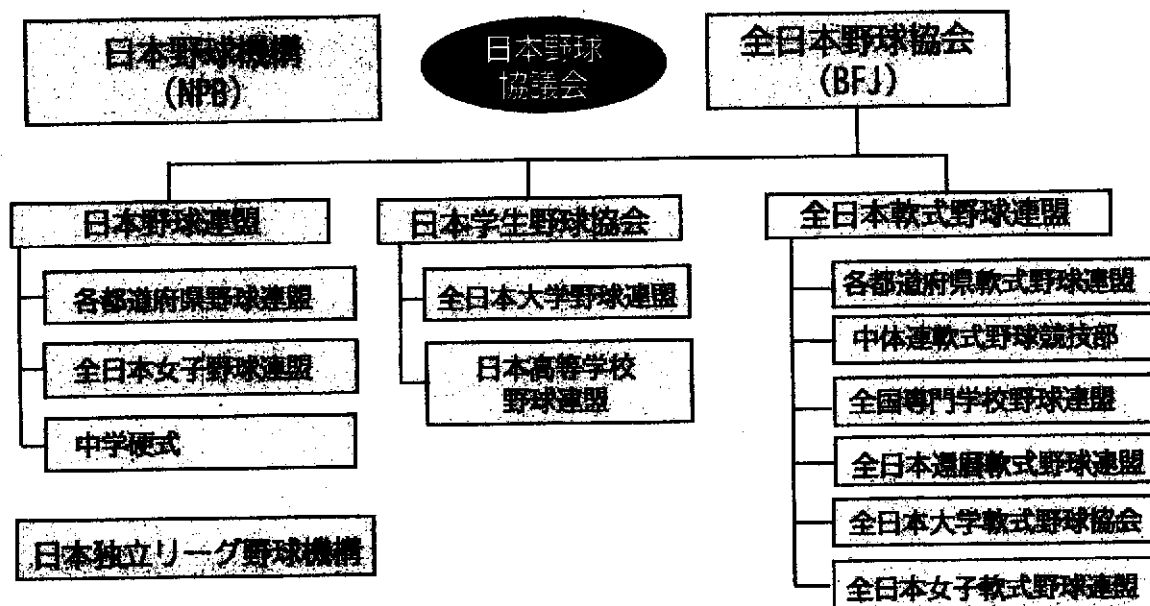 日本野球機構
(NPB)
日本野球
協議会
全日本野球協会
(BFJ)
日本野球連盟
各都道府県野球連盟
全日本女子野球連盟
中学硬式
日本学生野球協会
全日本大学野球連盟
日本高等学校
野球連盟
全日本軟式野球連盟
各都道府県軟式野球連盟
中体連軟式野球競技部
全国専門学校野球連盟
全日本還暦軟式野球連盟
全日本大学軟式野球協会
全日本女子軟式野球連盟
日本独立リーグ野球機構